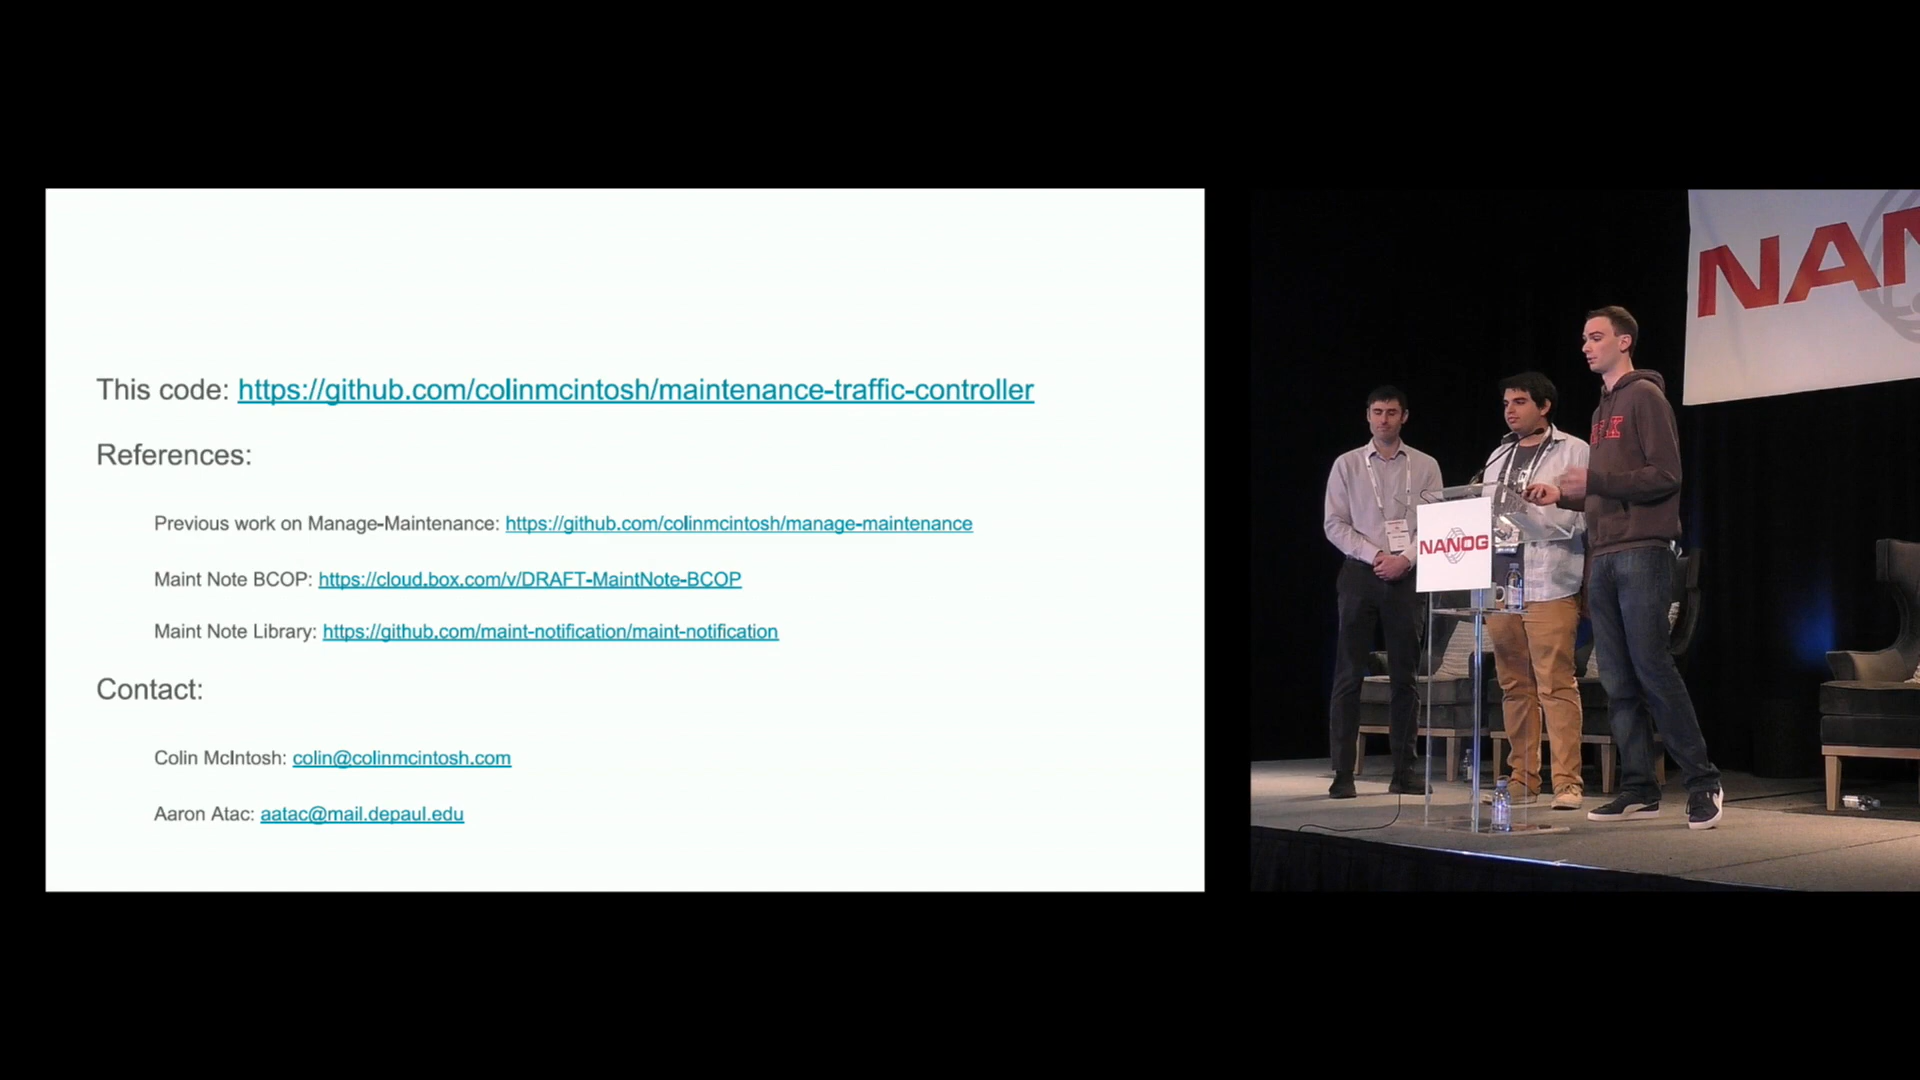 This code: https://github.com/colinmcintosh/maintenance-traffic-controller
References:
Previous work on Manage-Maintenance: https://github.com/colinmcintosh/manage-maintenance
Maint Note BCOP: https://cloud.box.com/v/DRAFT-MaintNote-BCOP
Maint Note Library: https://github.com/maint-notification/maint-notification
Contact:
Colin McIntosh: colin@colinmcintosh.com
Aaron Atac: aatac@mail.depaul.edu
NAN
NANOG